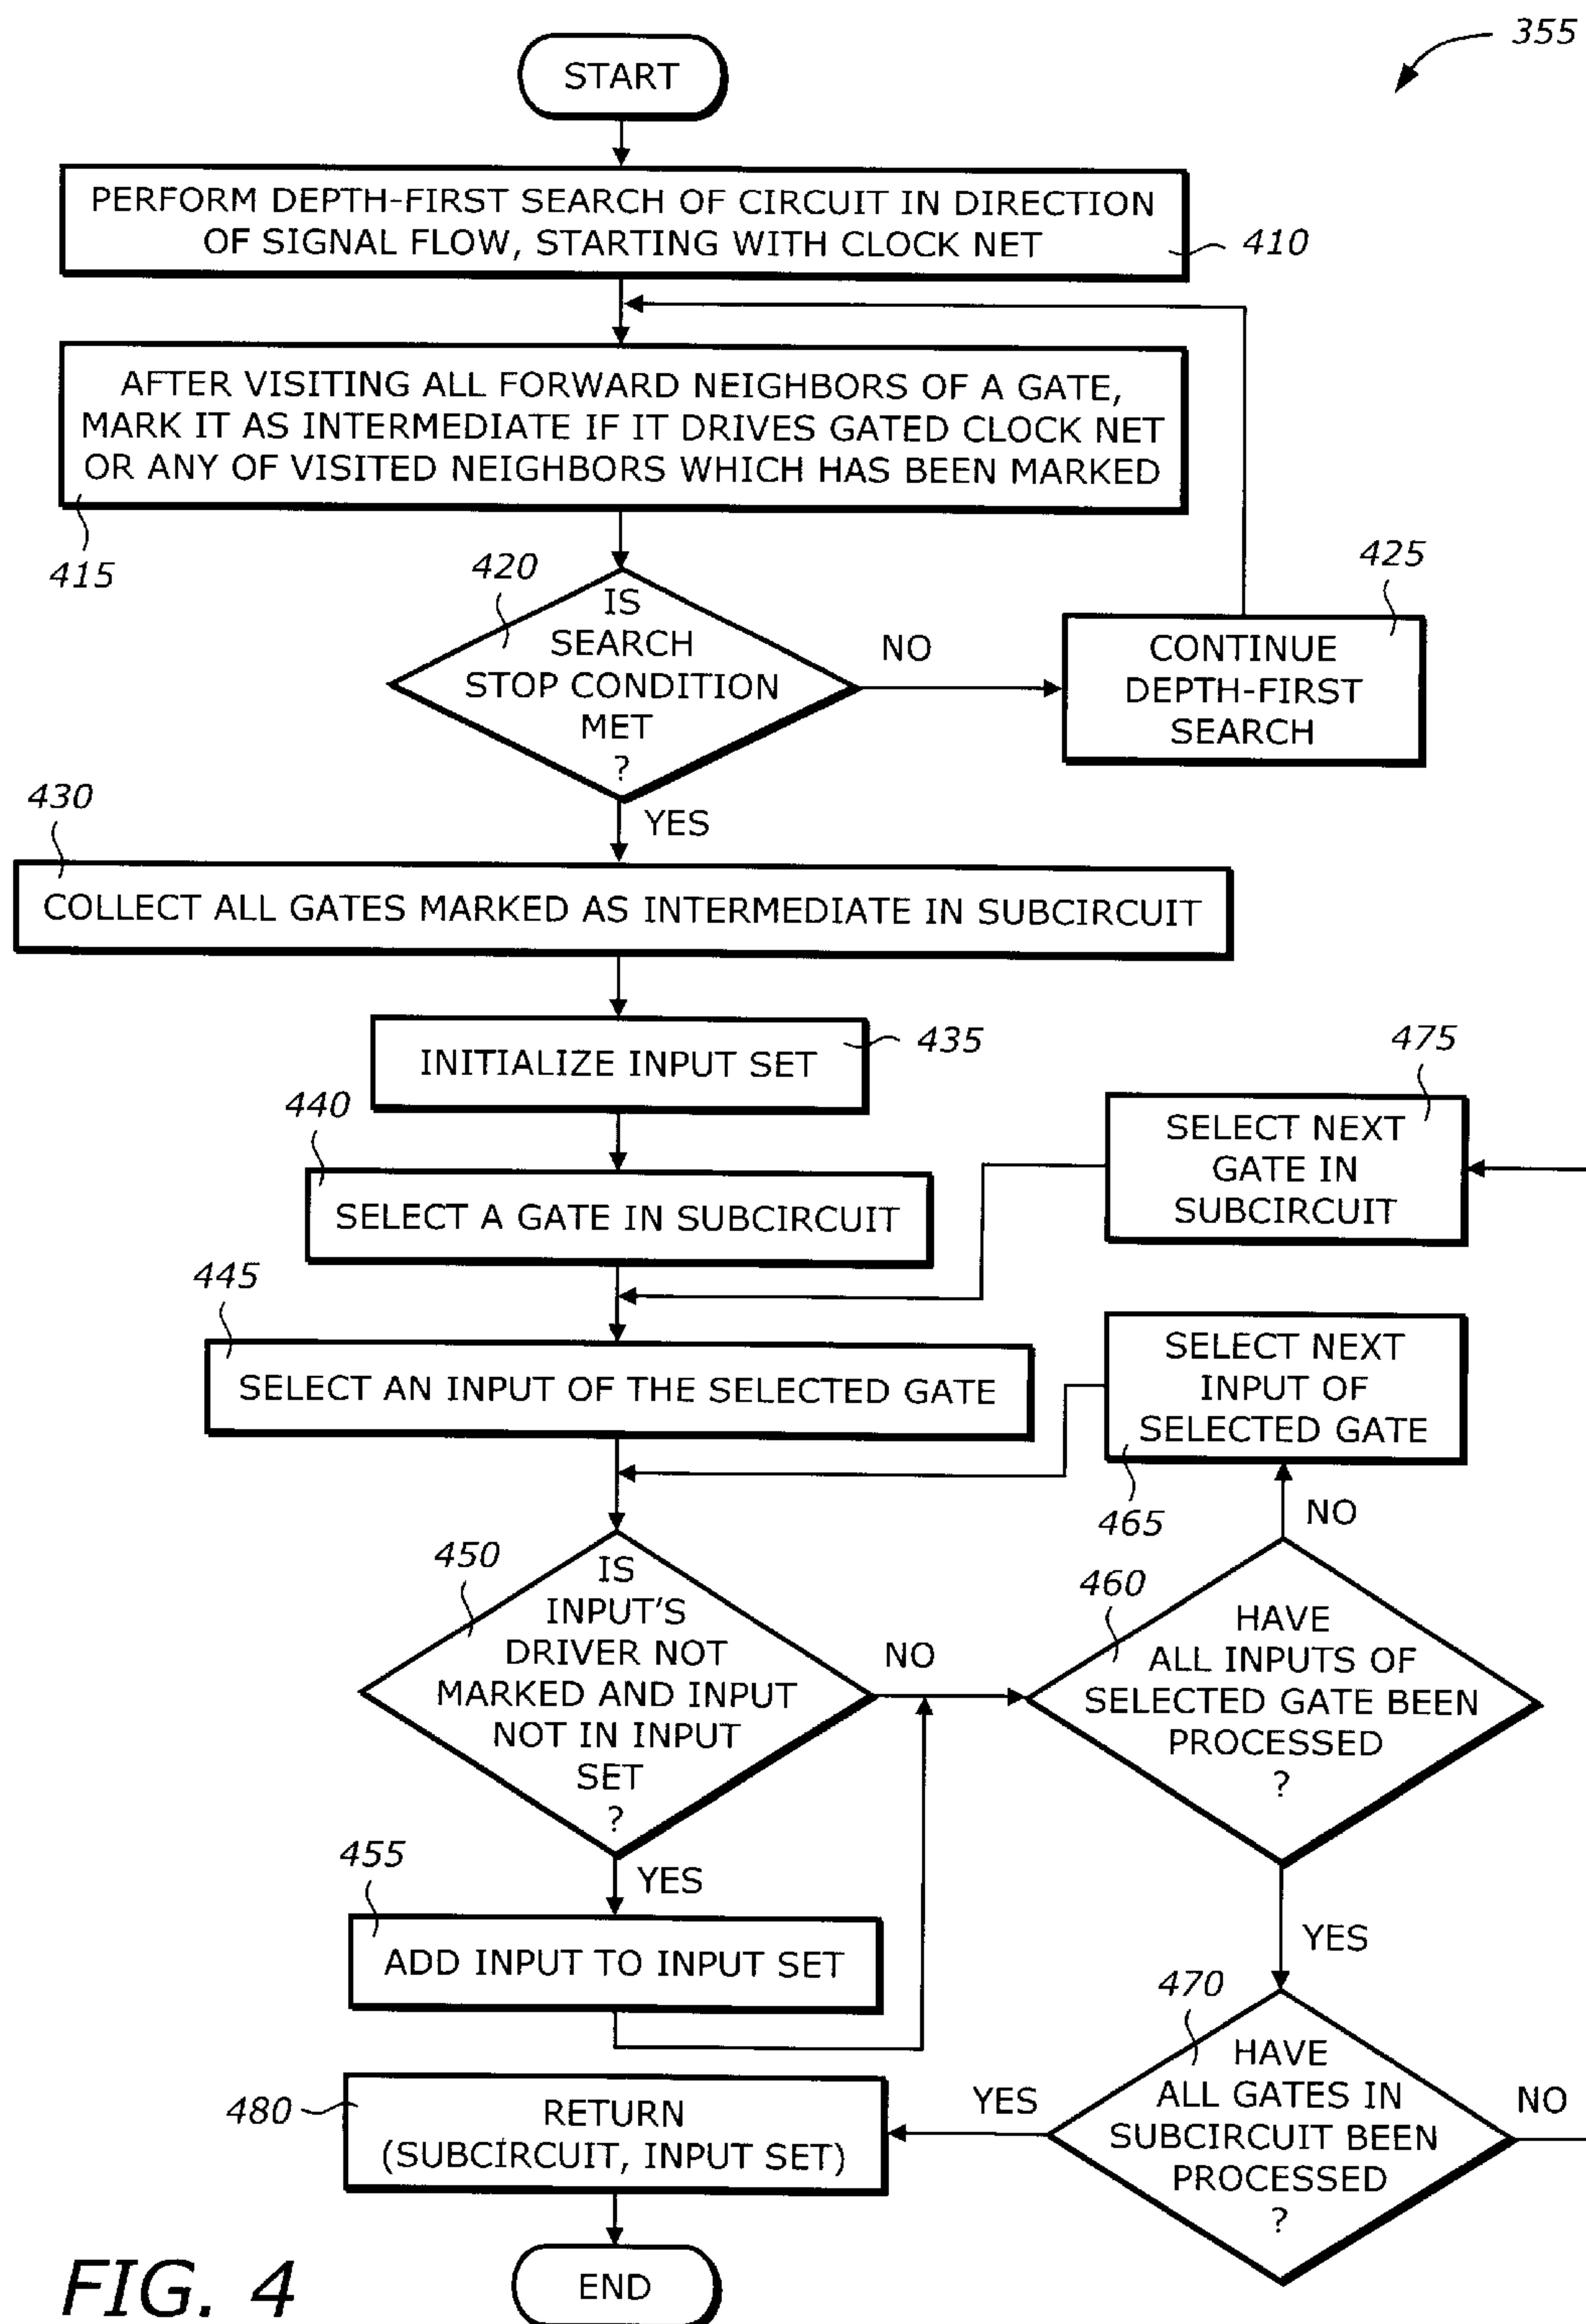 355
START
PERFORM DEPTH-FIRST SEARCH OF CIRCUIT IN DIRECTION
OF SIGNAL FLOW, STARTING WITH CLOCK NET
410
AFTER VISITING ALL FORWARD NEIGHBORS OF A GATE,
MARK IT AS INTERMEDIATE IF IT DRIVES GATED CLOCK NET
OR ANY OF VISITED NEIGHBORS WHICH HAS BEEN MARKED
415
420
IS
SEARCH
STOP CONDITION
MET
?
NO
425
CONTINUE
DEPTH-FIRST
SEARCH
YES
430
COLLECT ALL GATES MARKED AS INTERMEDIATE IN SUBCIRCUIT
INITIALIZE INPUT SET
435
440
SELECT A GATE IN SUBCIRCUIT
475
SELECT NEXT
GATE IN
SUBCIRCUIT
445
SELECT AN INPUT OF THE SELECTED GATE
SELECT NEXT
INPUT OF
SELECTED GATE
465
NO
450
IS
INPUT'S
DRIVER NOT
MARKED AND INPUT
NOT IN INPUT
SET
?
NO
460
HAVE
ALL INPUTS OF
SELECTED GATE BEEN
PROCESSED
?
YES
455
ADD INPUT TO INPUT SET
YES
470
HAVE
ALL GATES IN
SUBCIRCUIT BEEN
PROCESSED
?
NO
YES
480
RETURN
(SUBCIRCUIT, INPUT SET)
END
FIG. 4